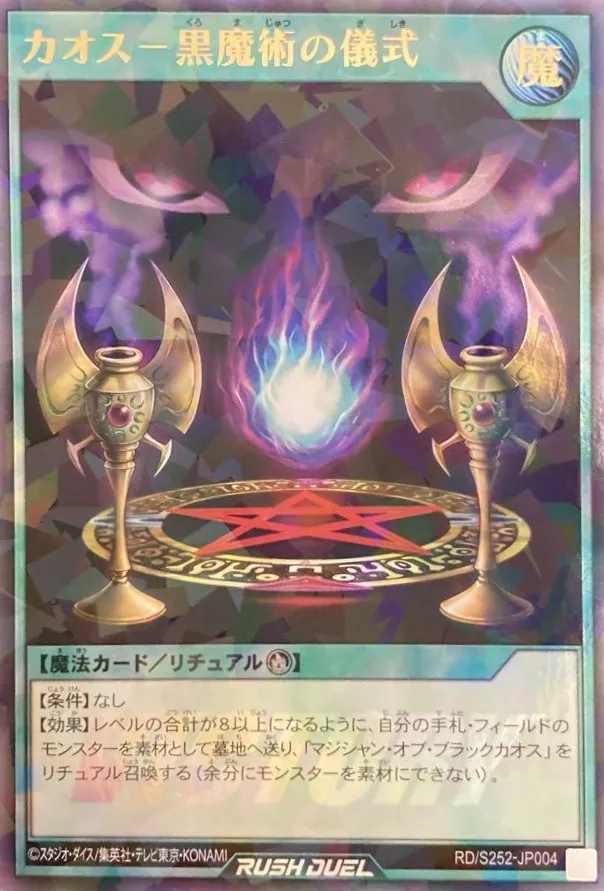 カオス－黒魔術の儀式
魔
【魔法カード／リチュアル】
【条件】なし
【効果】レベルの合計が８以上になるように、自分の手札・フィールドの
モンスターを素材として墓地へ送り、「マジシャン・オブ・ブラックカオス」を
リチュアル召喚する（余分にモンスターを素材にできない）。
©スタジオ・ダイス/集英社・テレビ東京・KONAMI
RUSH DUEL
RD/S252-JP004